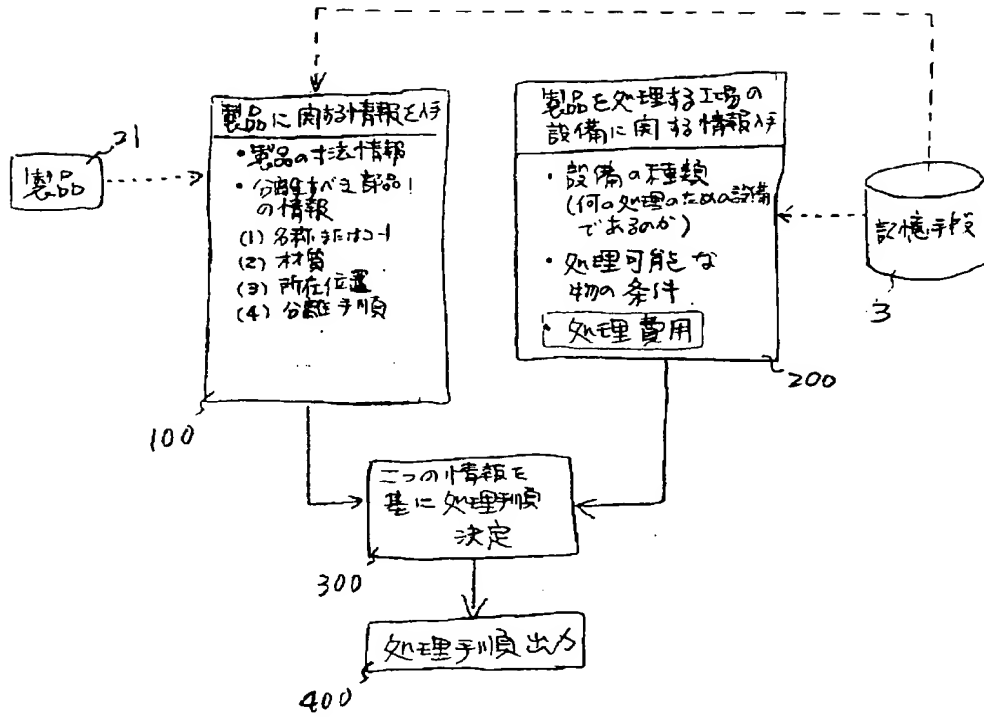 製品に関する情報を入手
・製品の寸法情報
・分離すべき部品
の情報
(1) 名称またはコード
(2) 材質
(3) 所在位置
(4) 分離手順
100
製品
21
製品を処理する工場の
設備に関する情報入手
・設備の種類
(何の処理のための設備
であるのか)
・処理可能な
物の条件
・処理費用
200
記憶手段
3
二つの情報を
基に処理手順
決定
300
処理手順出力
400